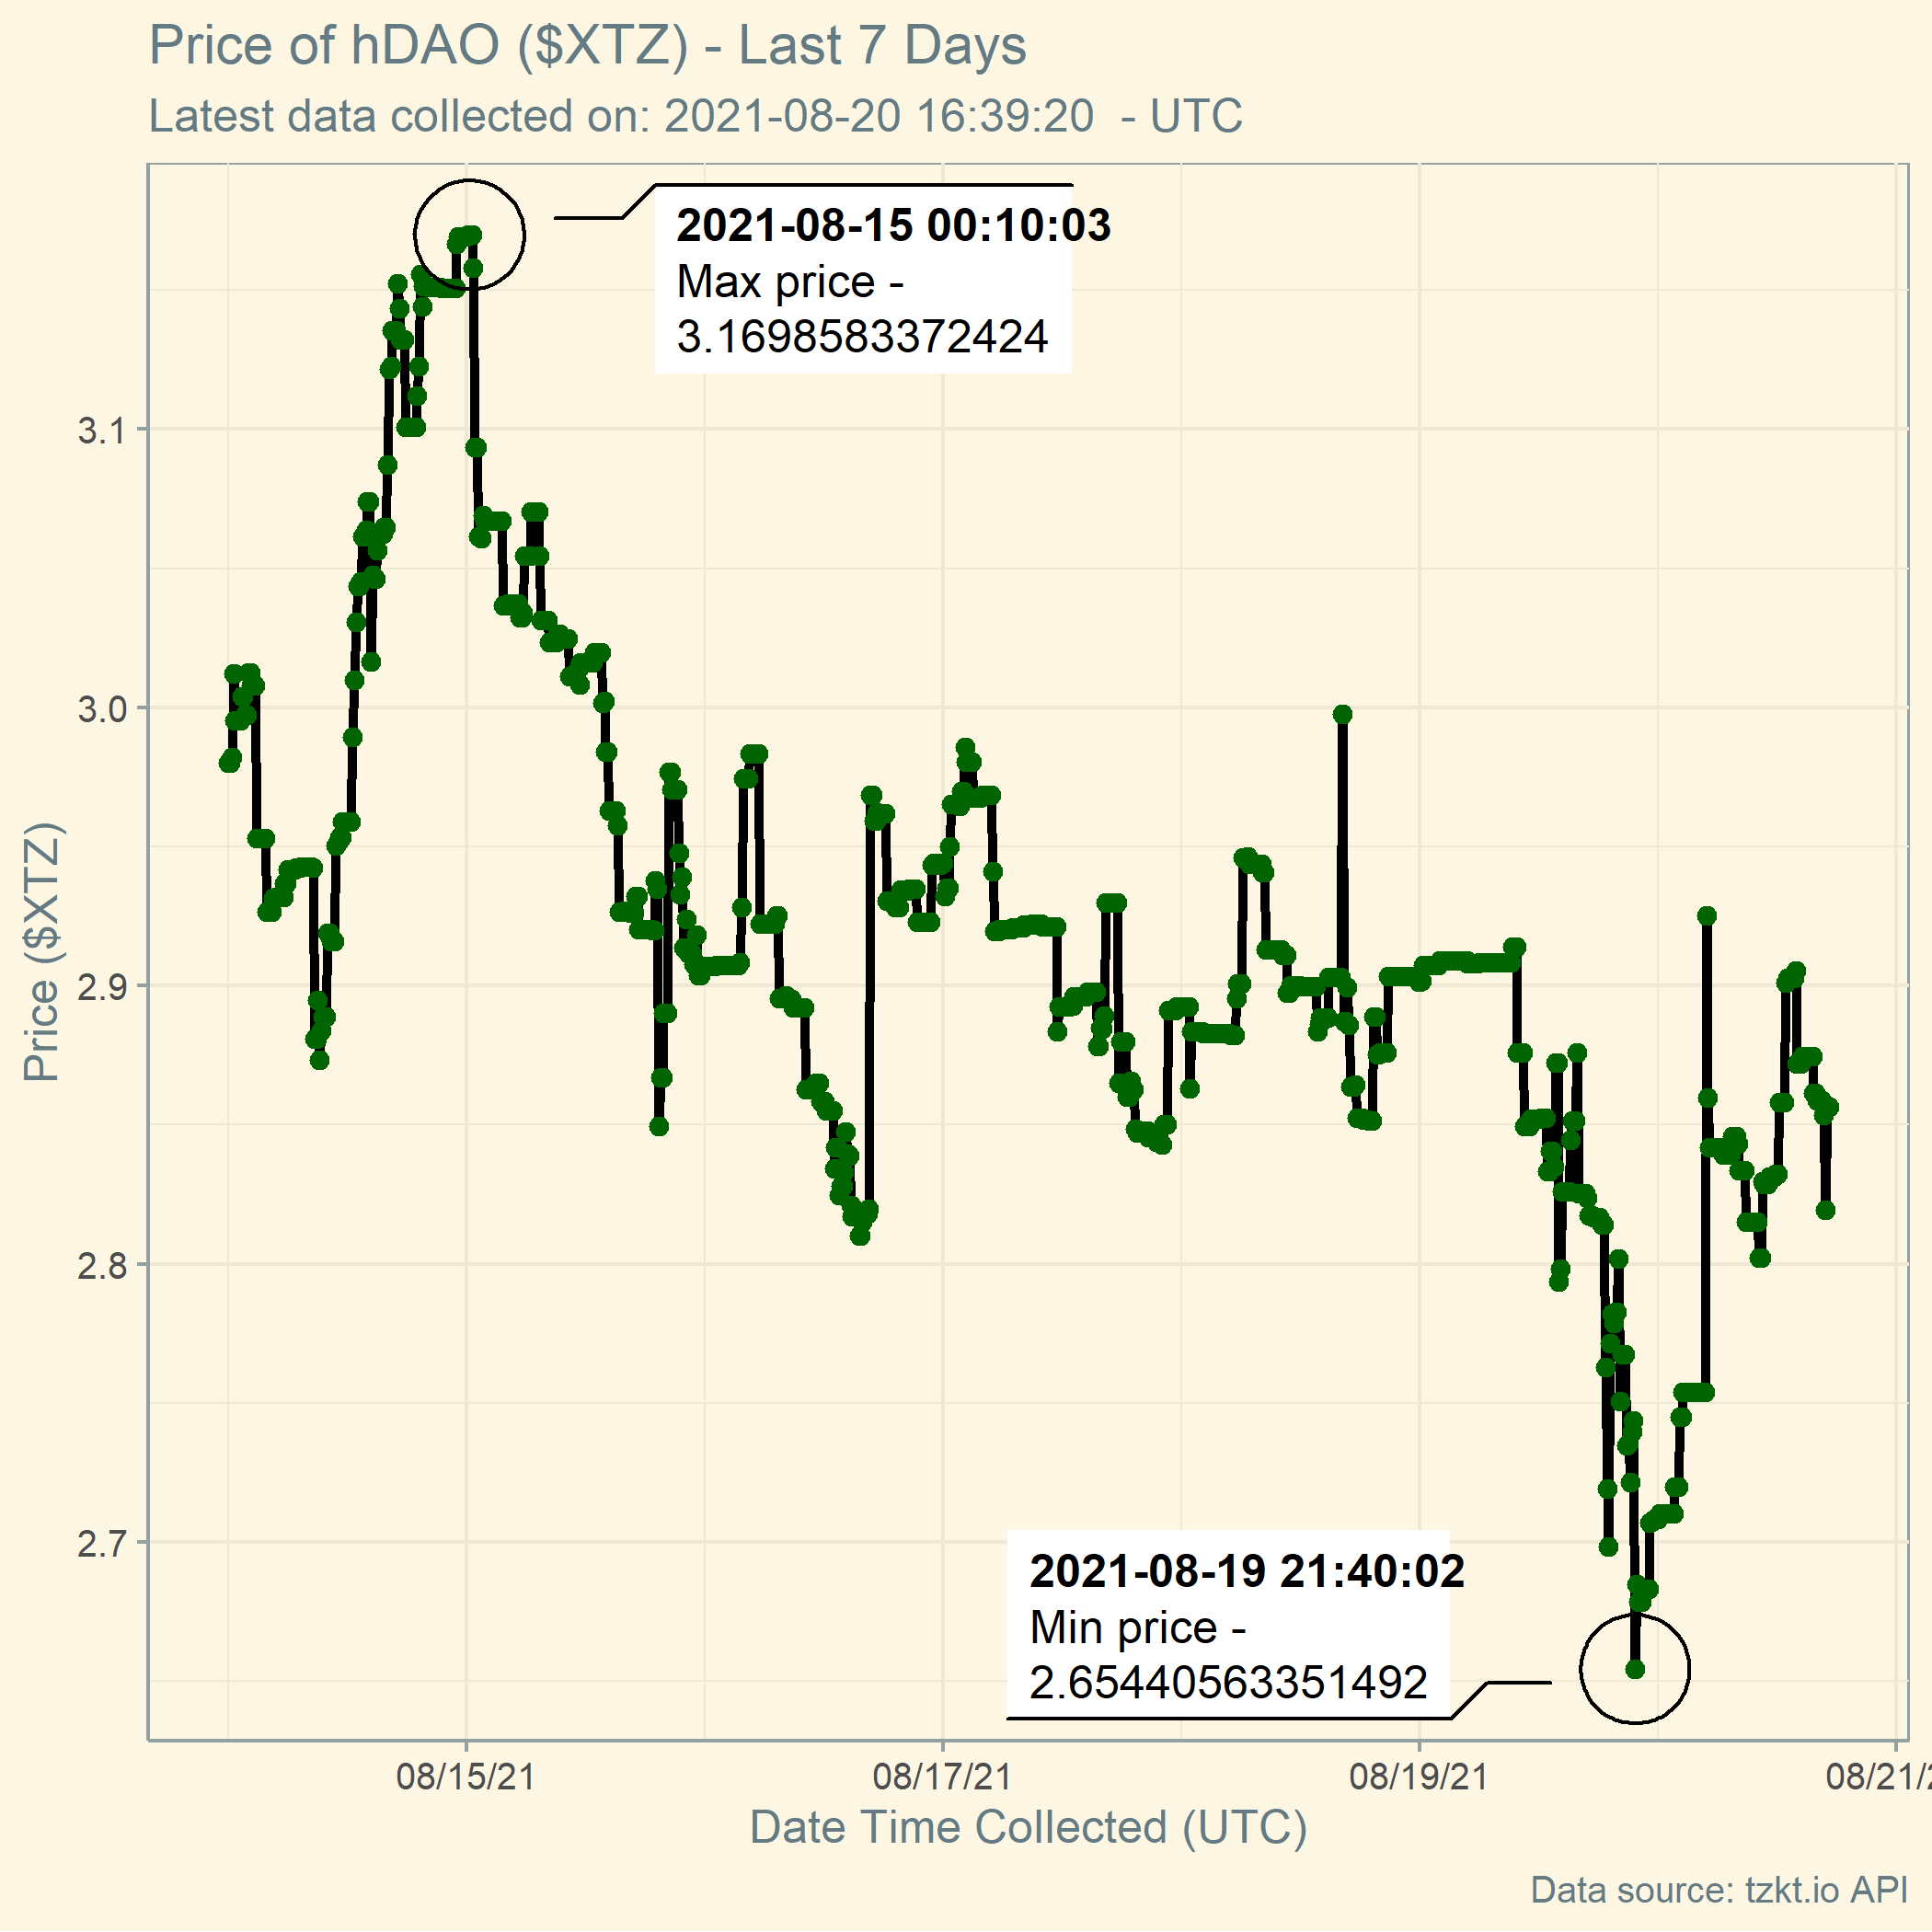 Price of hDAO ($XTZ) - Last 7 Days
Latest data collected on: 2021-08-20 16:39:20  - UTC
2021-08-15 00:10:03
Max price -
3.1698583372424
3.1
3.0
2.9
2.8
2.7
Price ($XTZ)
2021-08-19 21:40:02
Min price -
2.65440563351492
08/15/21
08/17/21
08/19/21
08/21/2
Date Time Collected (UTC)
Data source: tzkt.io API